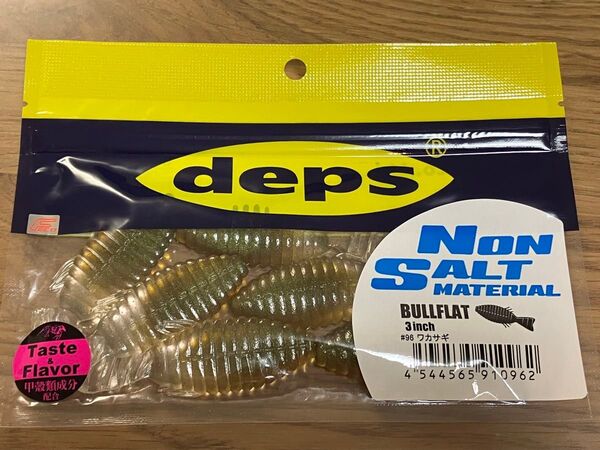 deps®
NON
SALT
MATERIAL
BULLFLAT
3inch
#96 ワカサギ
4 544565 910962
Taste
&
Flavor
甲殻類成分
配合